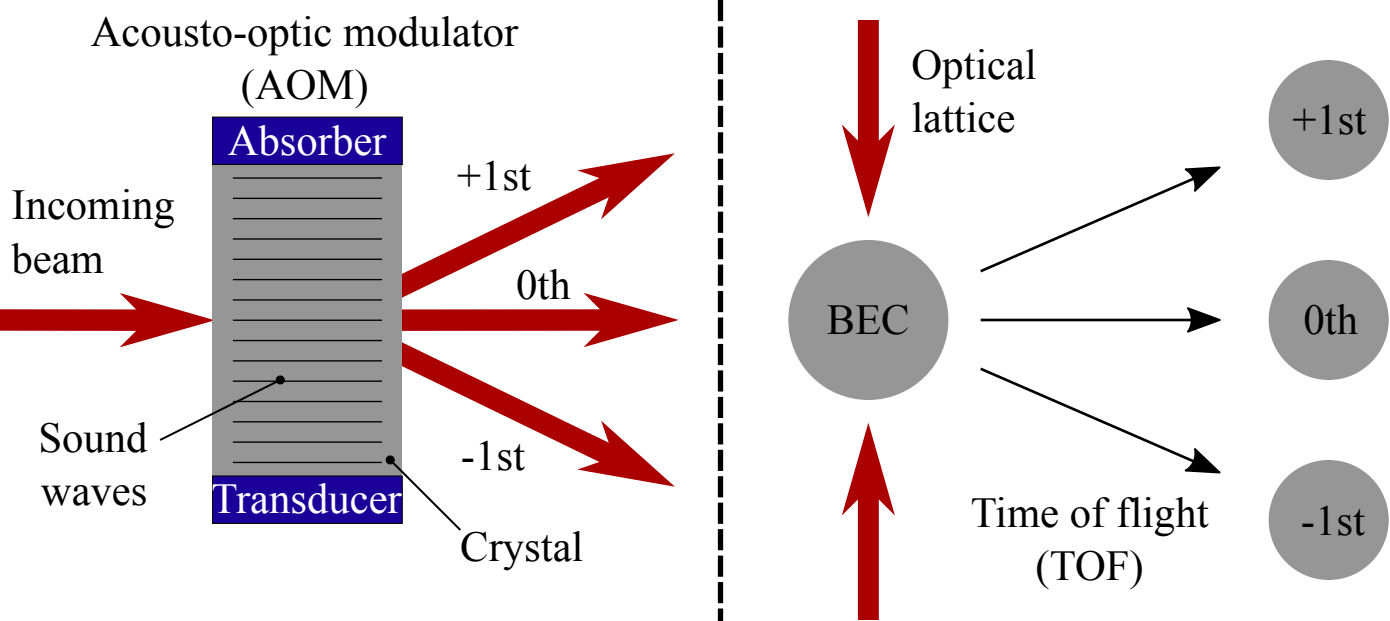 Acousto-optic modulator
(AOM)
Absorber
Incoming
beam
+1st
0th
-1st
Sound
waves
Transducer
Crystal
Optical
lattice
BEC
+1st
0th
-1st
Time of flight
(TOF)